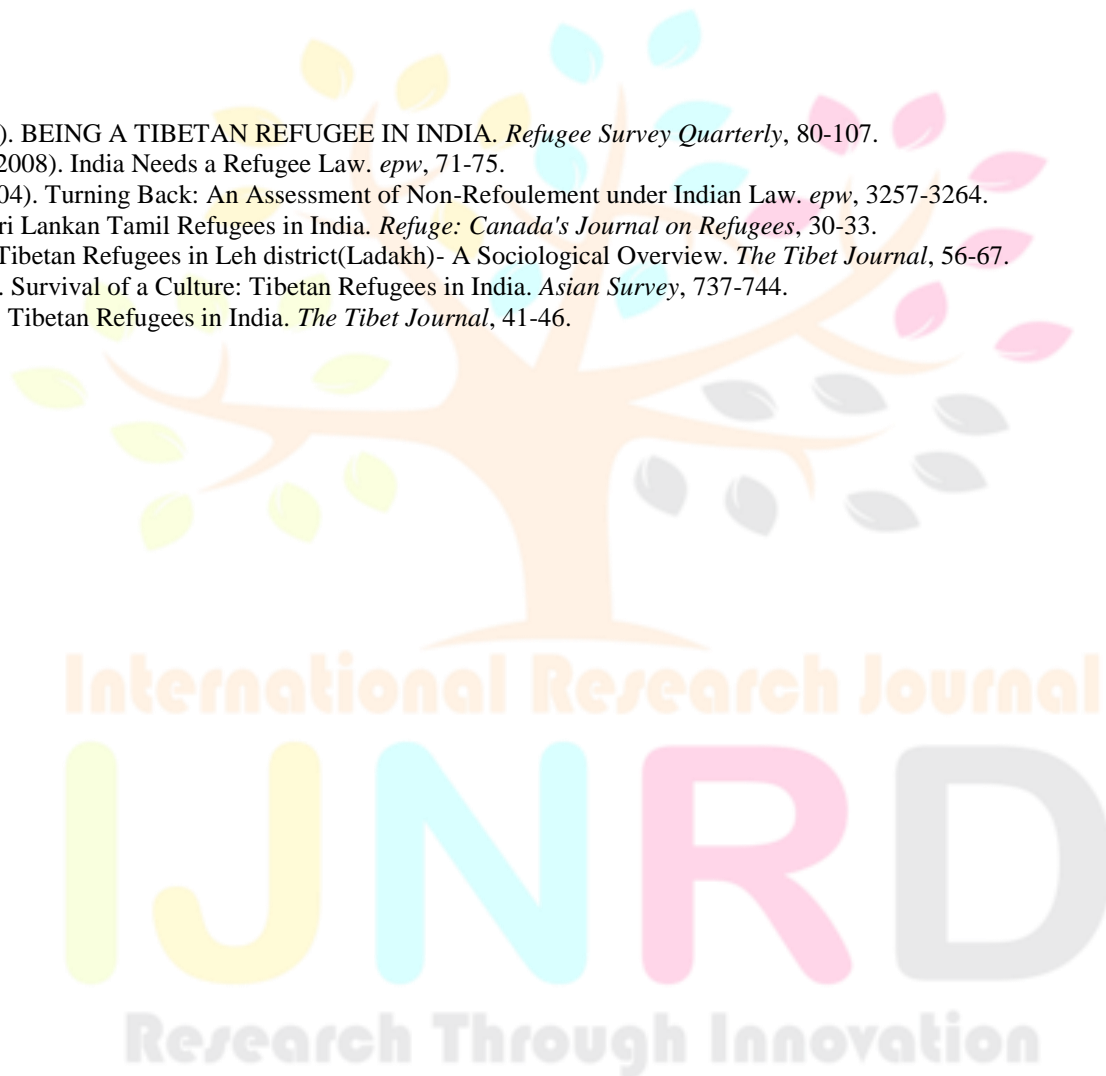 ). BEING A TIBETAN REFUGEE IN INDIA. Refugee Survey Quarterly, 80-107.
2008). India Needs a Refugee Law. epw, 71-75.
04). Turning Back: An Assessment of Non-Refoulement under Indian Law. epw, 3257-3264.
ri Lankan Tamil Refugees in India. Refuge: Canada's Journal on Refugees, 30-33.
Tibetan Refugees in Leh district(Ladakh)- A Sociological Overview. The Tibet Journal, 56-67.
. Survival of a Culture: Tibetan Refugees in India. Asian Survey, 737-744.
Tibetan Refugees in India. The Tibet Journal, 41-46.
International Research Journal
IJNRD
Research Through Innovation